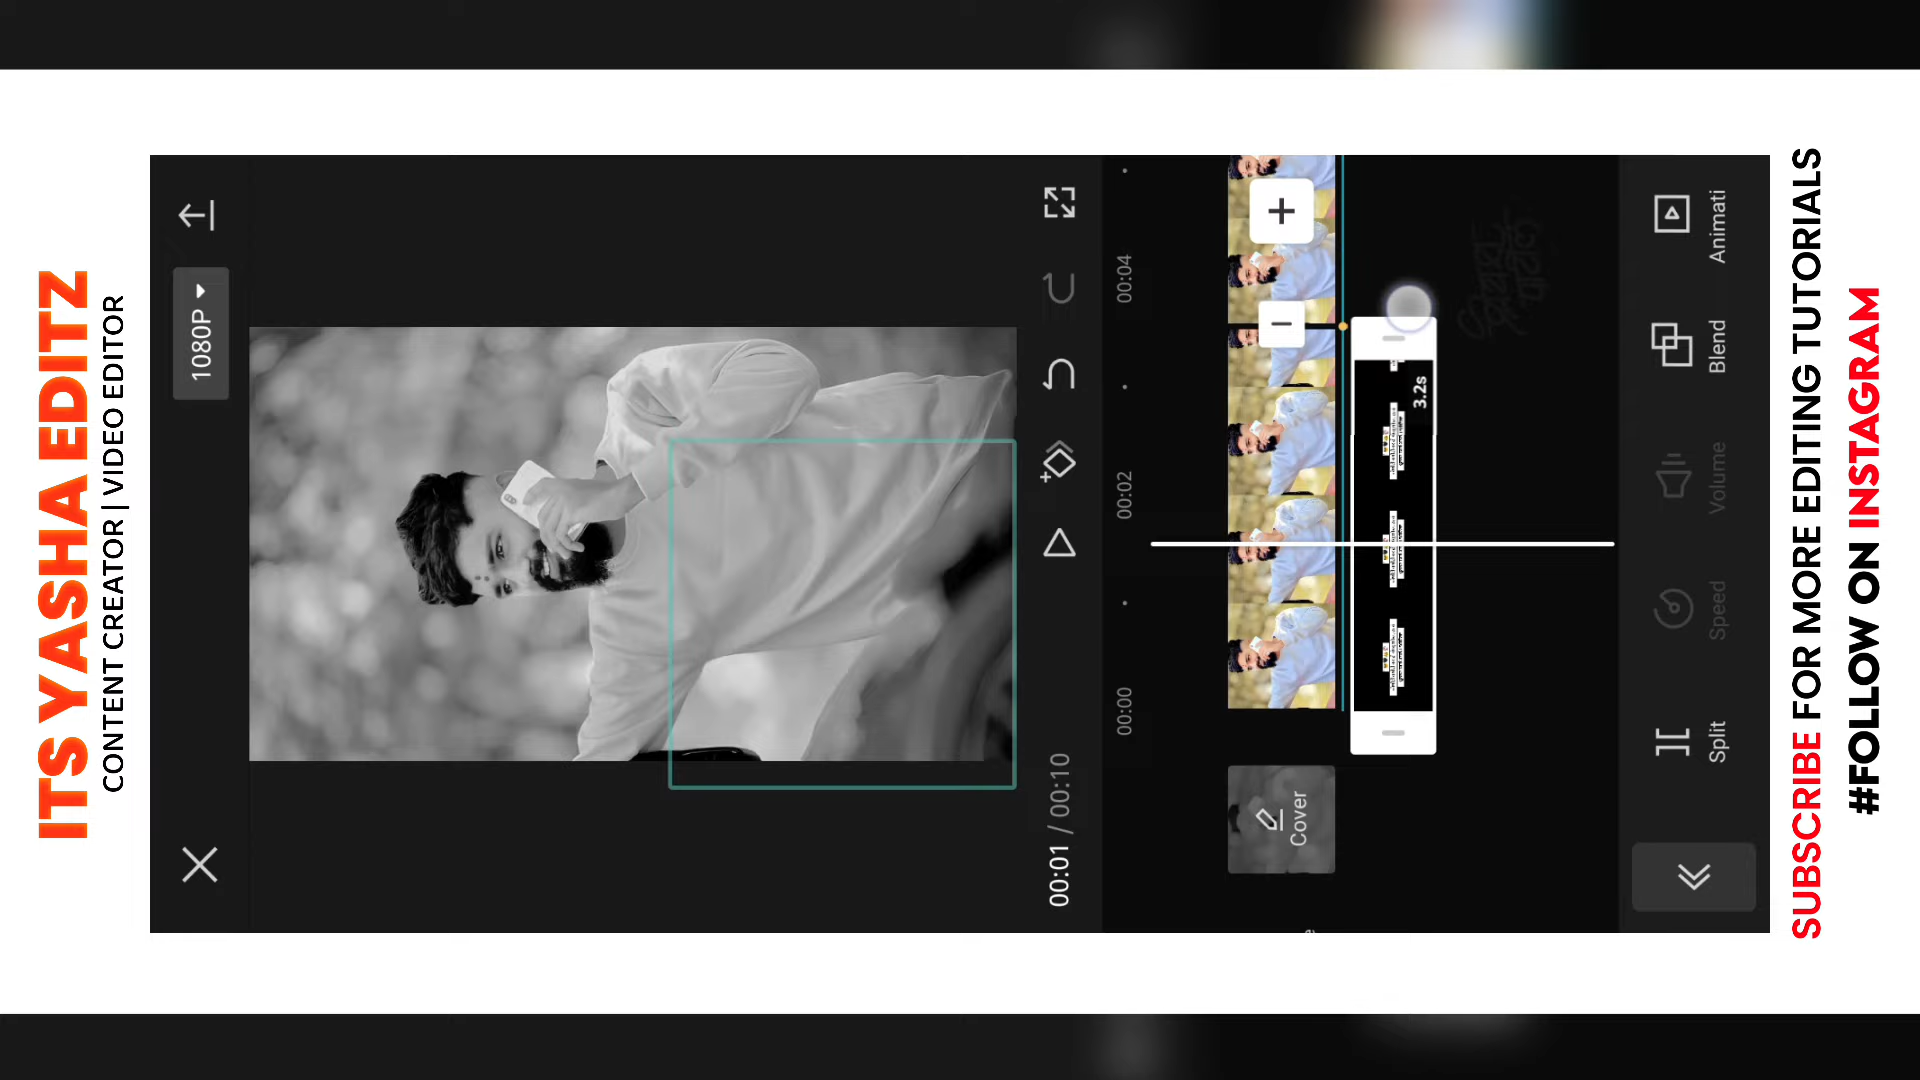 ITS YASHA EDITZ
CONTENT CREATOR | VIDEO EDITOR
1080P
00:01 / 00:10
00:00
00:02
00:04
Cover
3.2s
Split
Speed
Volume
Blend
Animati
SUBSCRIBE FOR MORE EDITING TUTORIALS
#FOLLOW ON INSTAGRAM